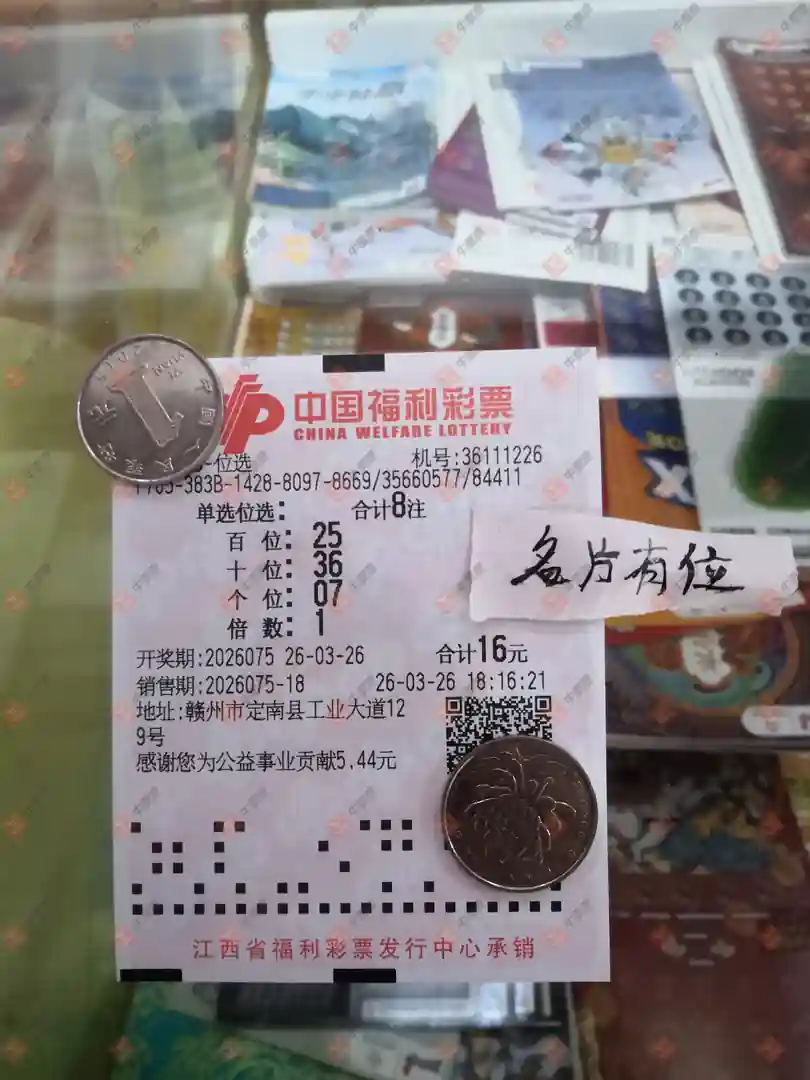 中国福利彩票
CHINA WELFARE LOTTERY
位选 机号:36111226
383B-1428-8097-8669/35660577/84411
单选位选: 合计8注
百 位: 25
十 位: 36
个 位: 07
倍 数: 1
名片有位
开奖期:2026075 26-03-26 合计16元
销售期:2026075-18 26-03-26 18:16:21
地址:赣州市定南县工业大道12
9号
感谢您为公益事业贡献5.44元
江西省福利彩票发行中心承销